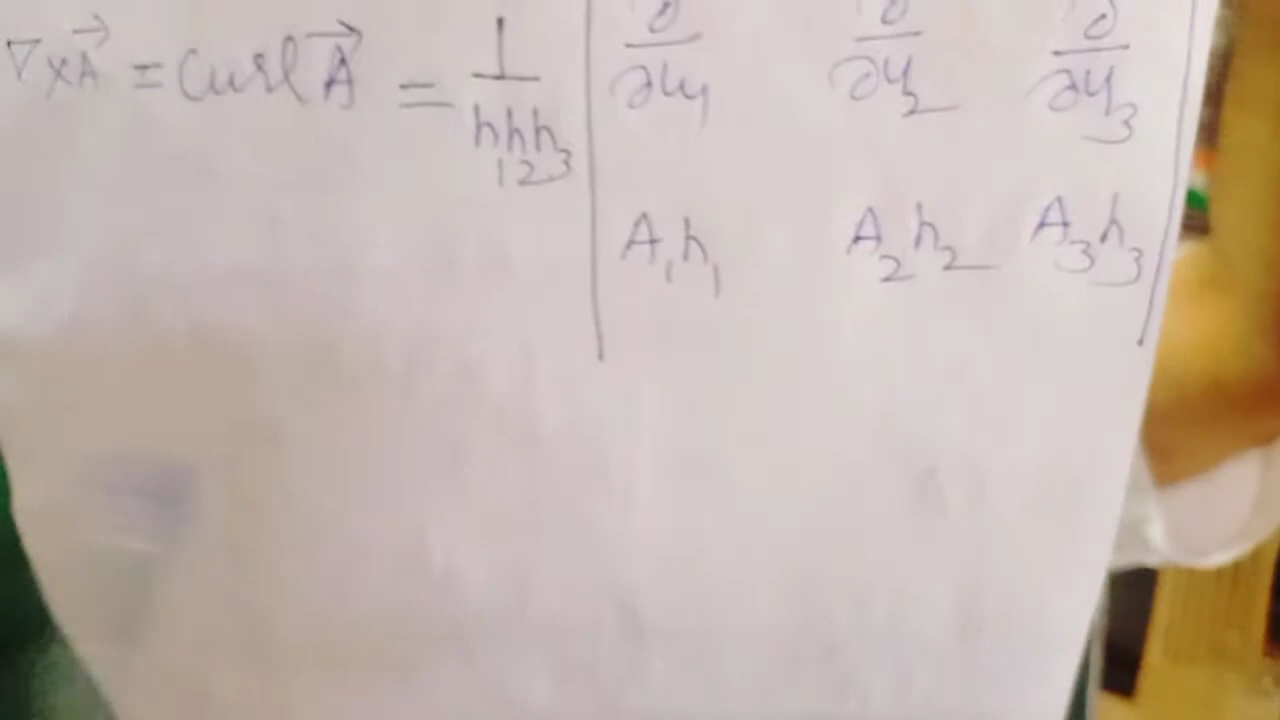 ∇×A⃗ = Curl A⃗ = 1/h₁h₂h₃ | ∂/∂u₁ ∂/∂u₂ ∂/∂u₃ |
A₁h₁ A₂h₂ A₃h₃